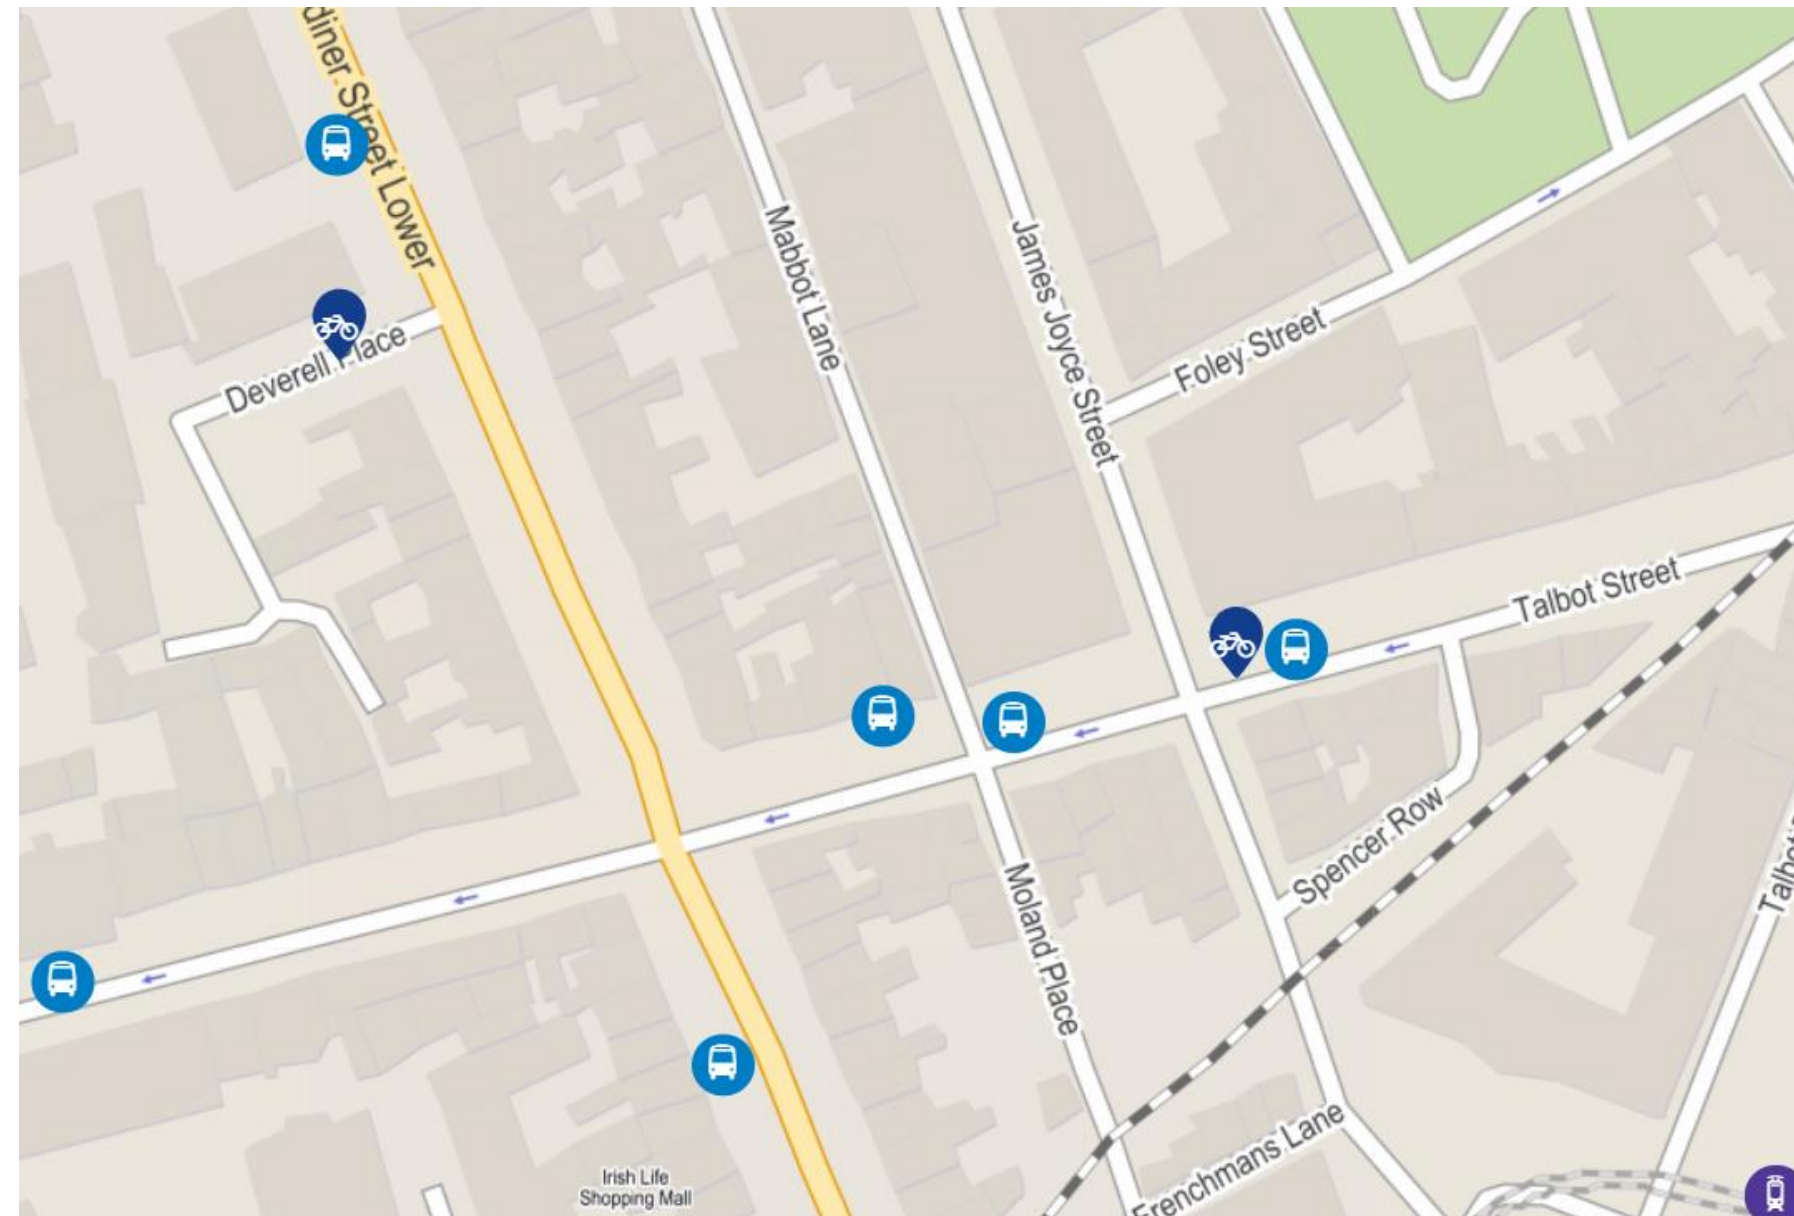 diner Street Lower
Mabbot Lane
James Joyce Street
Foley Street
Deverell Place
Talbot Street
Spencer Row
Moland Place
Talbot
Frenchmans Lane
Irish Life
Shopping Mall